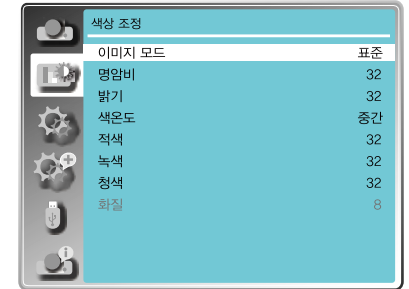 색상 조정
이미지 모드 표준
명암비 32
밝기 32
색온도 중간
적색 32
녹색 32
청색 32
화질 8